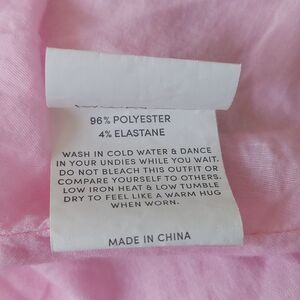 96% POLYESTER
4% ELASTANE
WASH IN COLD WATER & DANCE
IN YOUR UNDIES WHILE YOU WAIT.
DO NOT BLEACH THIS OUTFIT OR
COMPARE YOURSELF TO OTHERS.
LOW IRON HEAT & LOW TUMBLE
DRY TO FEEL LIKE A WARM HUG
WHEN WORN.
MADE IN CHINA